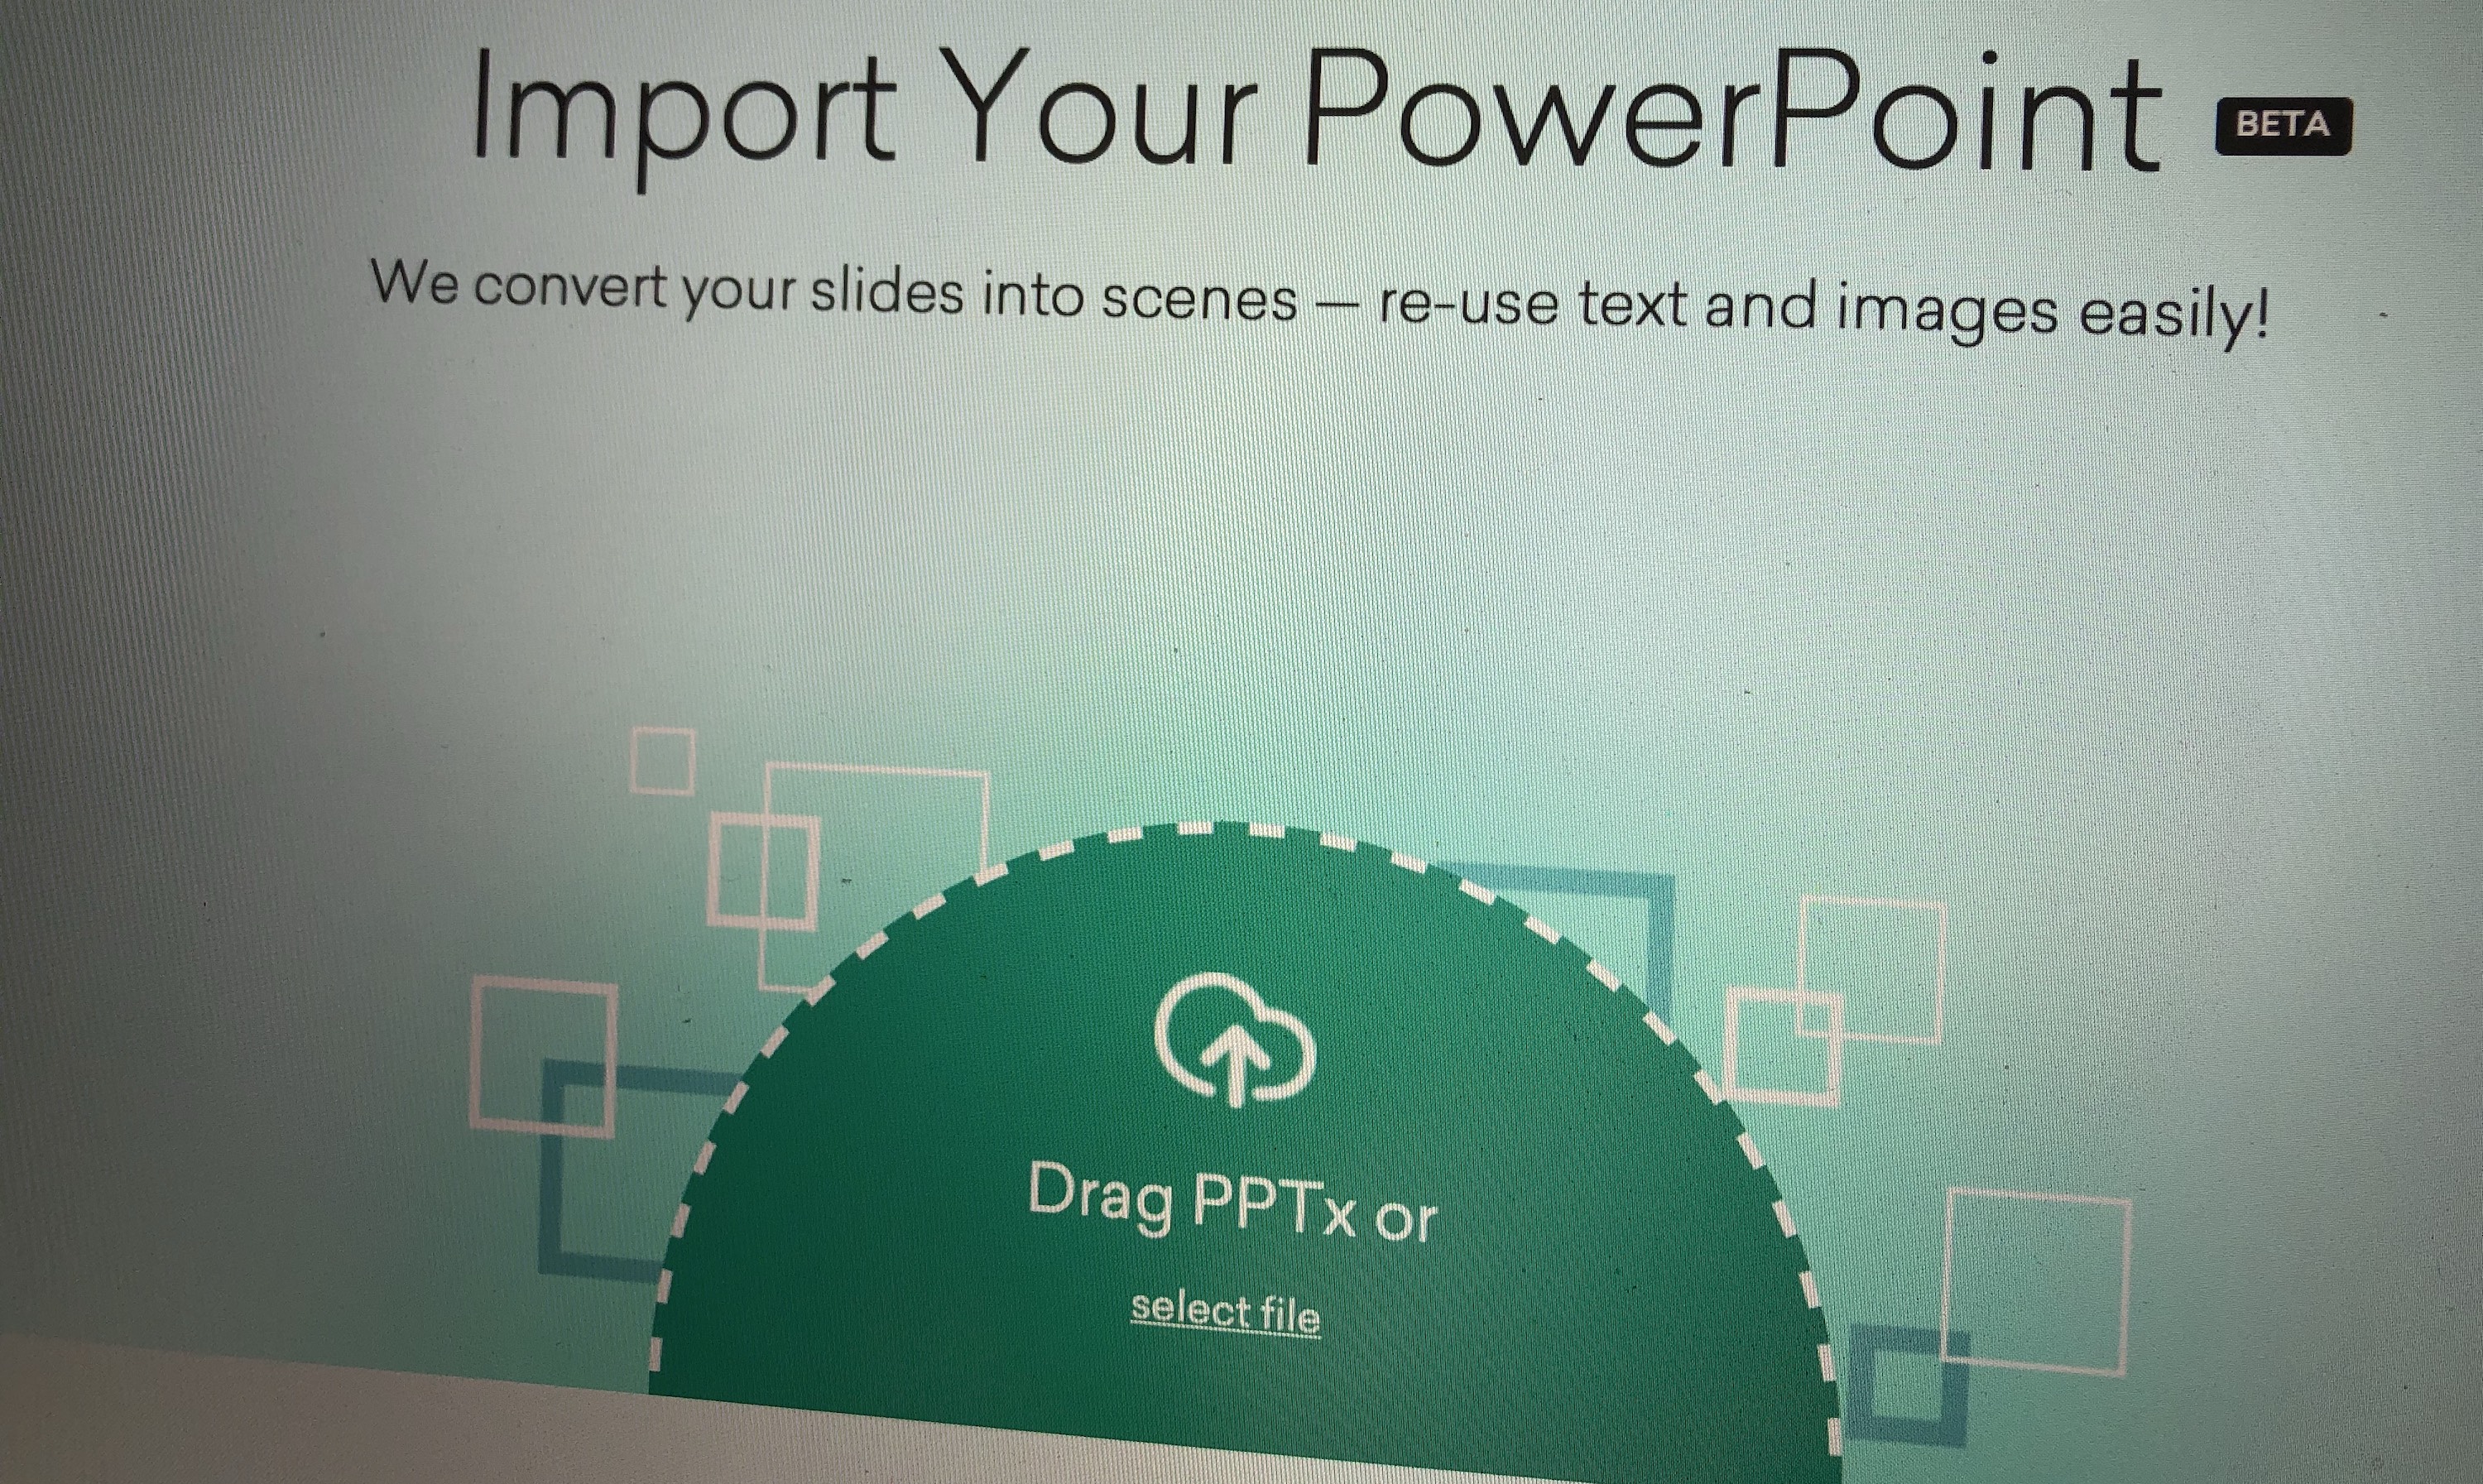 Import Your PowerPoint BETA
We convert your slides into scenes — re-use text and images easily!
Drag PPTx or
select file